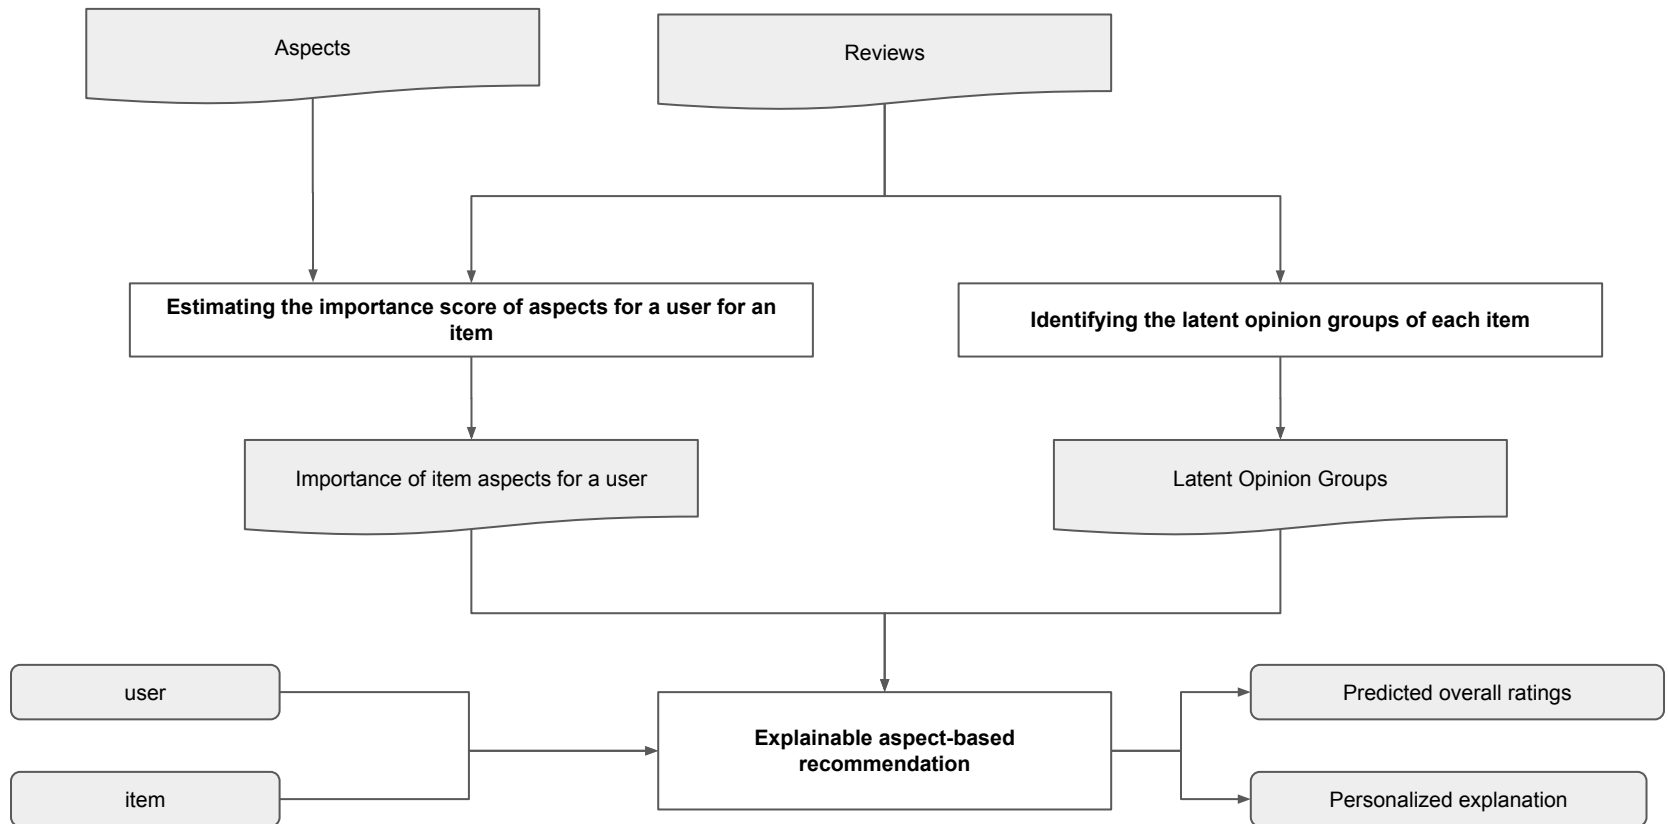 Aspects
Reviews
Estimating the importance score of aspects for a user for an
item
Identifying the latent opinion groups of each item
Importance of item aspects for a user
Latent Opinion Groups
user
Predicted overall ratings
Explainable aspect-based
recommendation
item
Personalized explanation